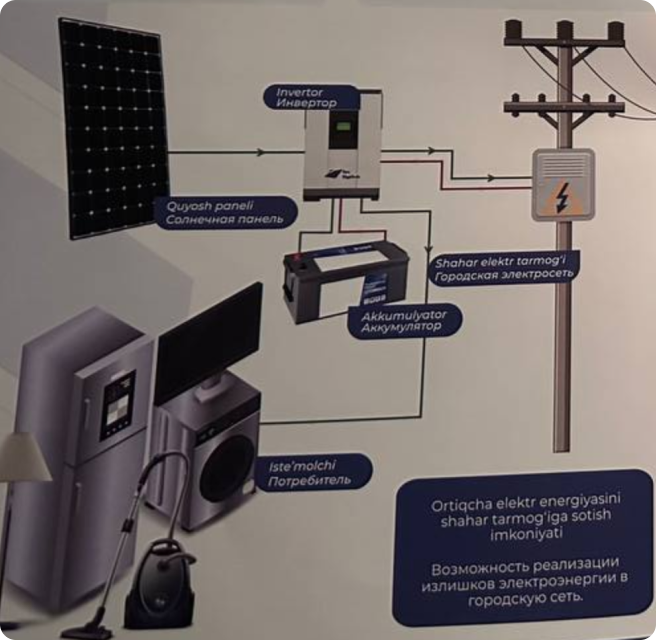 Invertor
Инвертор
Quyosh paneli
Солнечная панель
Shahar elektr tarmog'i
Городская электросеть
Akkumulyator
Аккумулятор
Iste'molchi
Потребитель
Ortiqcha elektr energiyasini
shahar tarmog'iga sotish
imkoniyati
Возможность реализации
излишков электроэнергии в
городскую сеть.